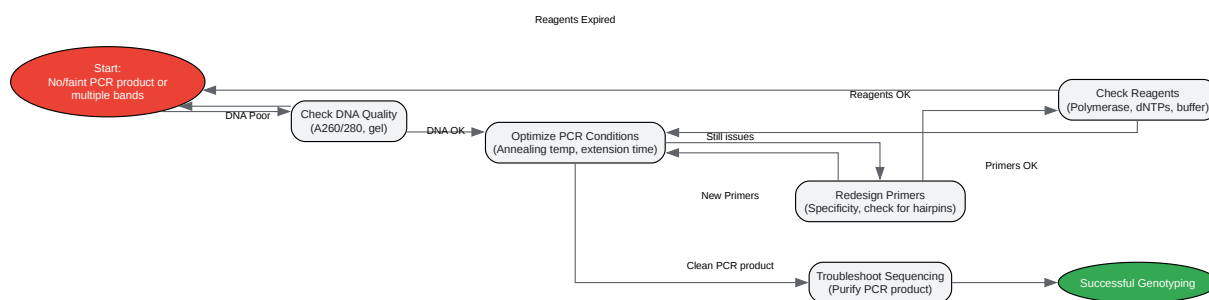 Reagents Expired
Start:
No/faint PCR product or
multiple bands
DNA Poor
Check DNA Quality
(A260/280, gel)
DNA OK
Optimize PCR Conditions
(Annealing temp, extension time)
Still issues
Reagents OK
Check Reagents
(Polymerase, dNTPs, buffer)
Primers OK
New Primers
Redesign Primers
(Specificity, check for hairpins)
Clean PCR product
Troubleshoot Sequencing
(Purify PCR product)
Successful Genotyping